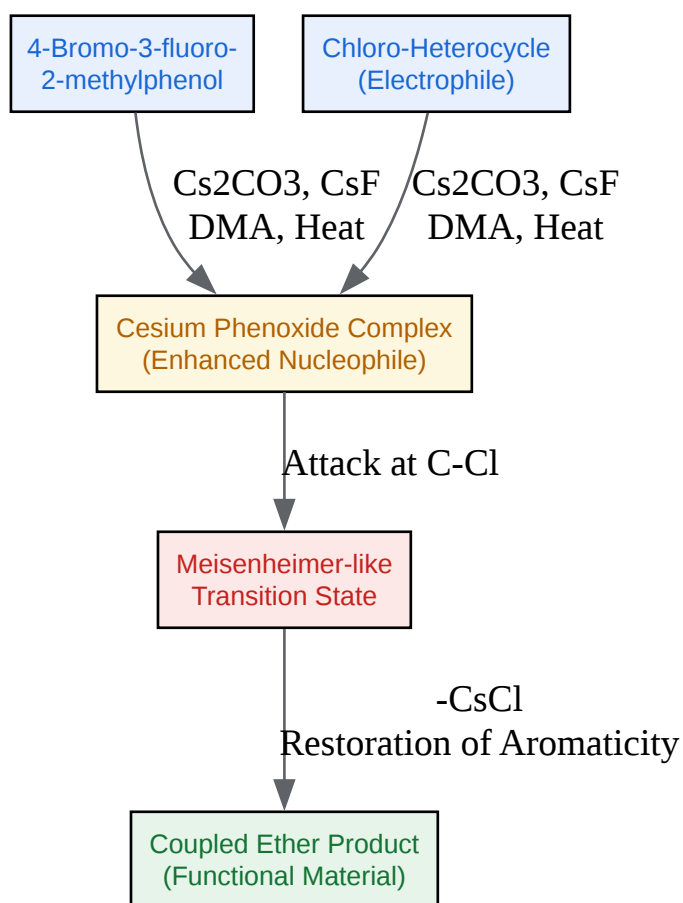 4-Bromo-3-fluoro-
2-methylphenol
Chloro-Heterocycle
(Electrophile)
Cs2CO3, CsF
DMA, Heat
Cs2CO3, CsF
DMA, Heat
Cesium Phenoxide Complex
(Enhanced Nucleophile)
Attack at C-Cl
Meisenheimer-like
Transition State
-CsCl
Restoration of Aromaticity
Coupled Ether Product
(Functional Material)